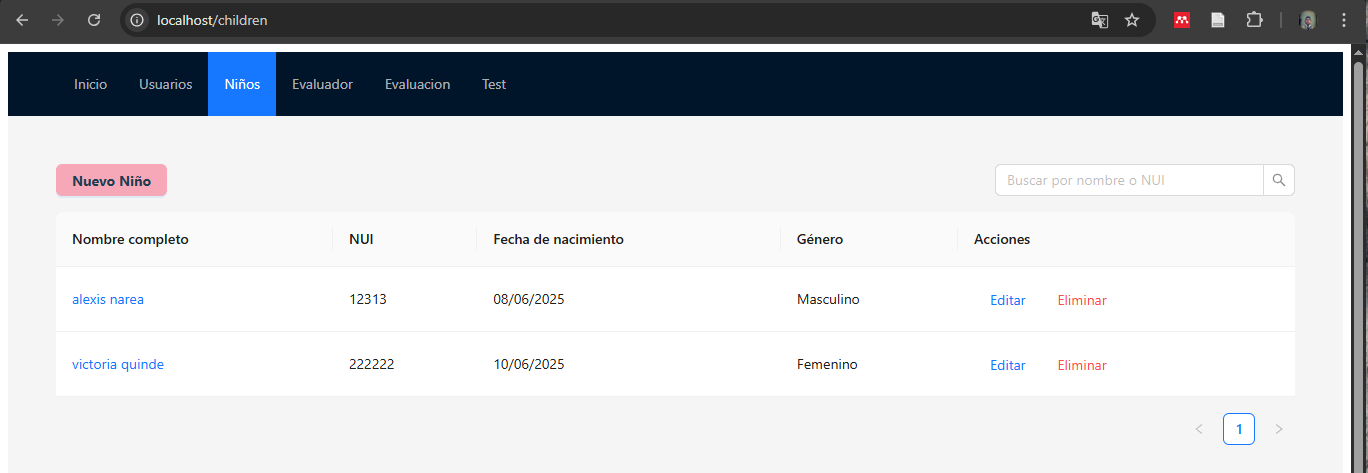 localhost/children
Inicio Usuarios Niños Evaluador Evaluacion Test
Nuevo Niño
Buscar por nombre o NUI
Nombre completo NUI Fecha de nacimiento Género Acciones
alexis narea 12313 08/06/2025 Masculino Editar Eliminar
victoria quinde 222222 10/06/2025 Femenino Editar Eliminar
1